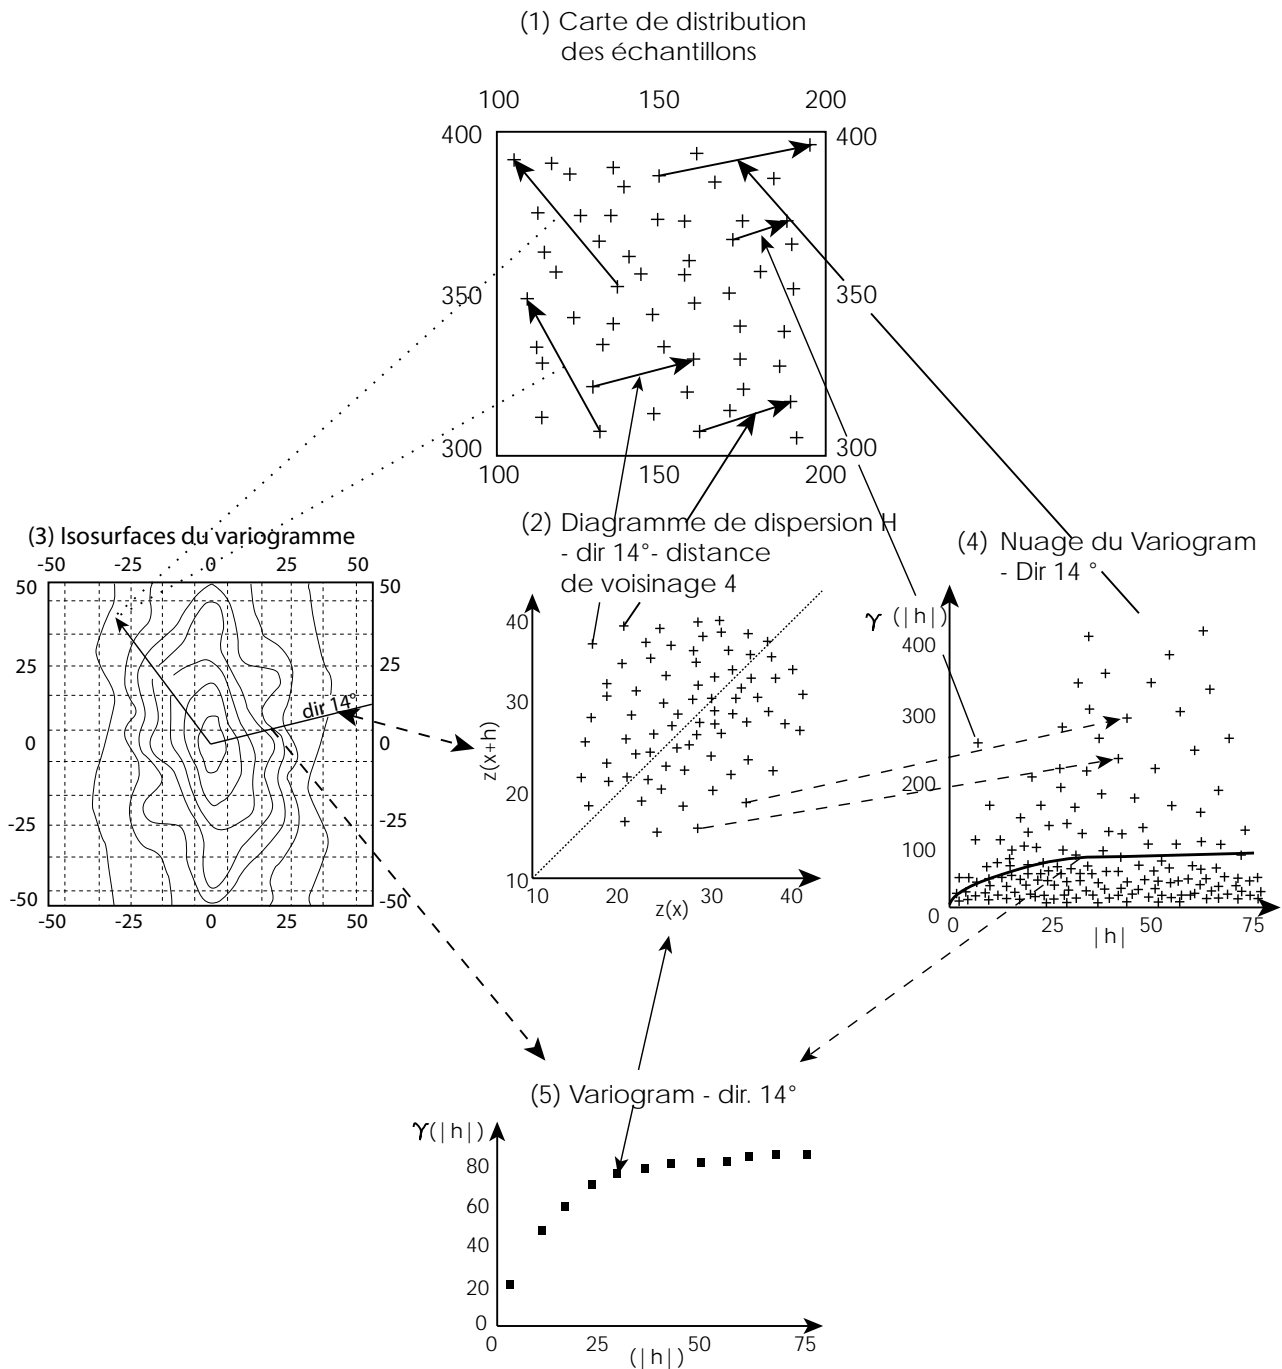 (1) Carte de distribution
des échantillons
100 150 200
400 400
350 350
300 300
100 150 200
(3) Isosurfaces du variogramme
-50 -25 0 25 50
50 50
25 25
0 0
-25 -25
-50 -50
-50 -25 0 25 50
dir 14°
(2) Diagramme de dispersion H
- dir 14°- distance
de voisinage 4
z(x+h)
40
30
20
10
10 20 30 40
z(x)
(4) Nuage du Variogram
- Dir 14 °
γ (|h|)
400
300
200
100
0
0 25 50 75
|h|
(5) Variogram - dir. 14°
γ(|h|)
80
60
40
20
0
0 25 50 75
(|h|)